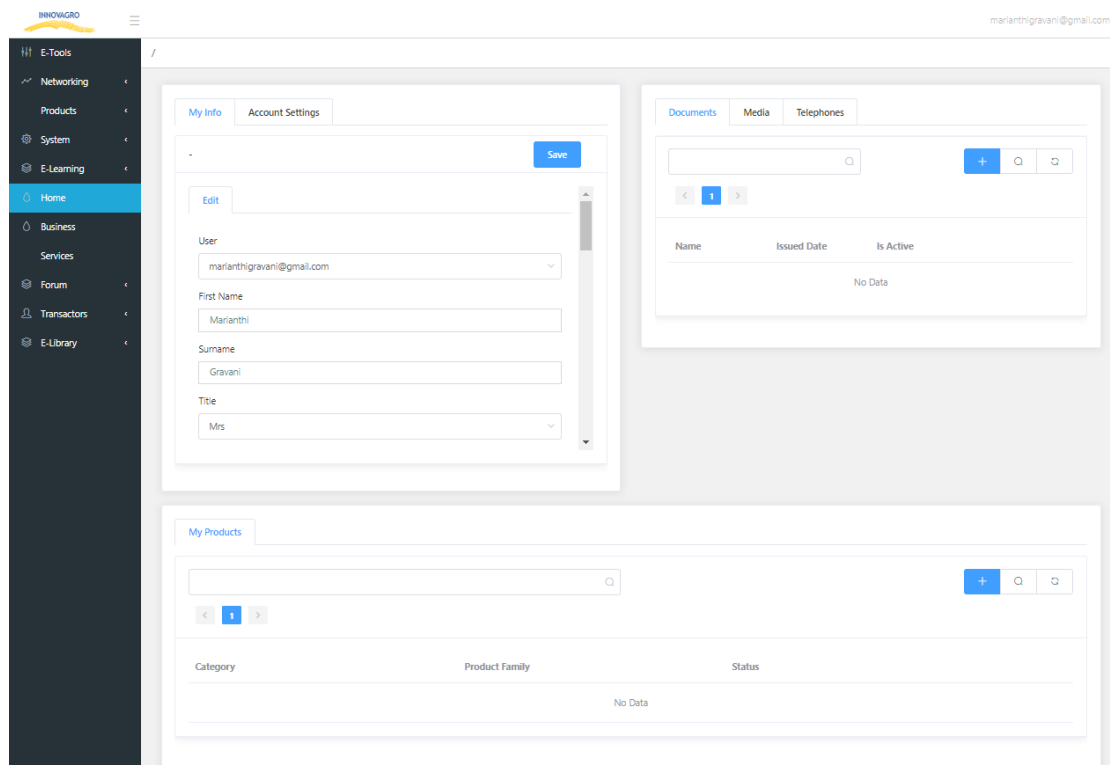 INNOVAGRO
marianthigravani@gmail.com
E-Tools
/
Networking
Products
System
E-Learning
Home
Business
Services
Forum
Transactors
E-Library
My Info Account Settings
-
Save
Edit
User
marianthigravani@gmail.com
First Name
Marianthi
Surname
Gravani
Title
Mrs
Documents Media Telephones
1
Name Issued Date Is Active
No Data
My Products
1
Category Product Family Status
No Data